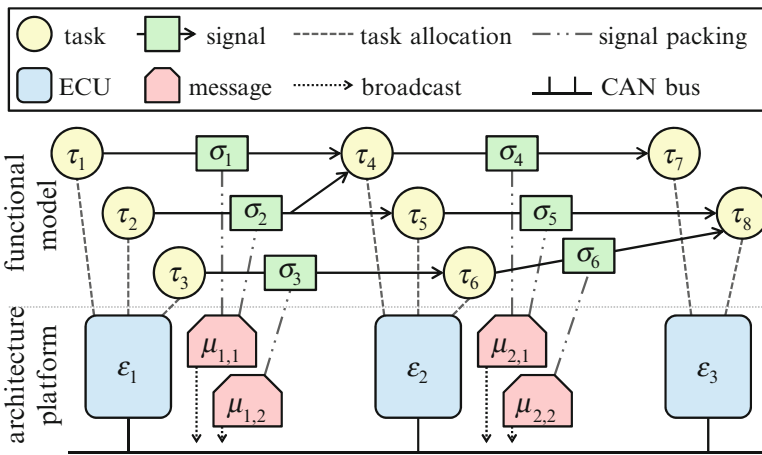 task signal task allocation signal packing
ECU message broadcast CAN bus
functional model
τ₁ σ₁ τ₄ σ₄ τ₇
τ₂ σ₂ τ₅ σ₅ τ₈
τ₃ σ₃ τ₆ σ₆
architecture platform
ε₁ μ₁,₁ ε₂ μ₂,₁ ε₃
μ₁,₂ μ₂,₂